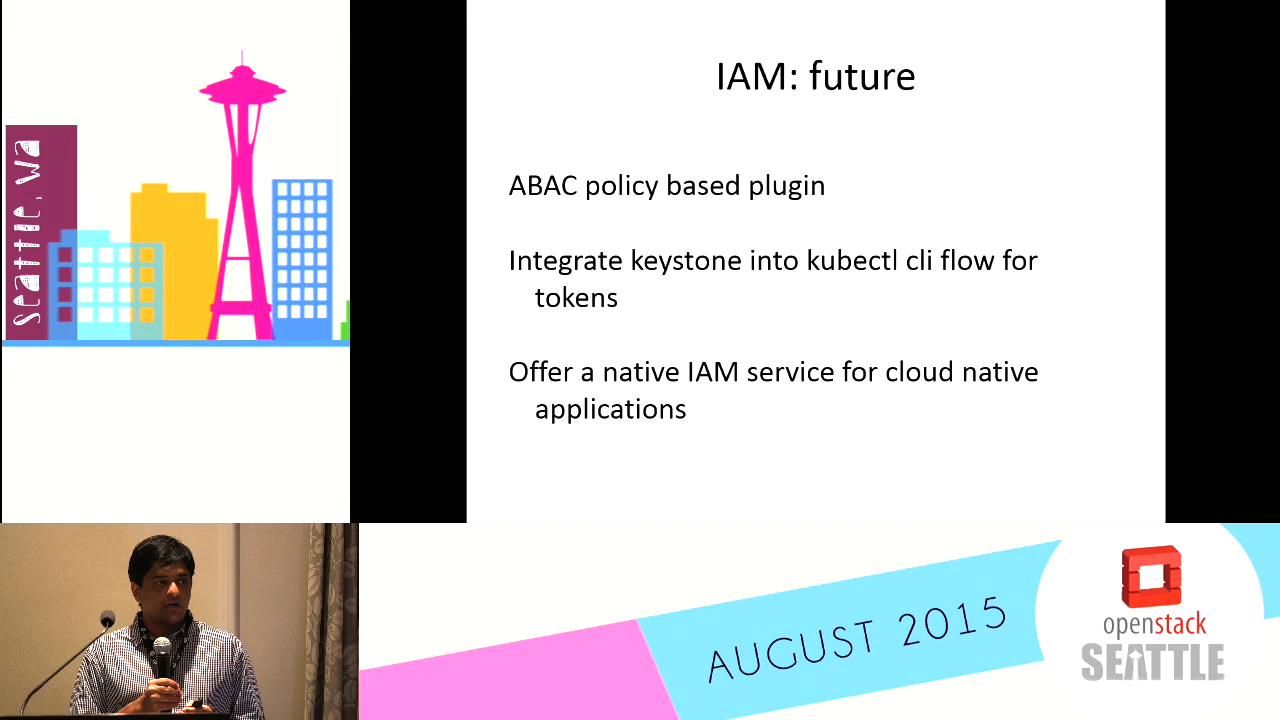 Seattle, WA
IAM: future
ABAC policy based plugin
Integrate keystone into kubectl cli flow for
tokens
Offer a native IAM service for cloud native
applications
AUGUST 2015
openstack
SEATTLE